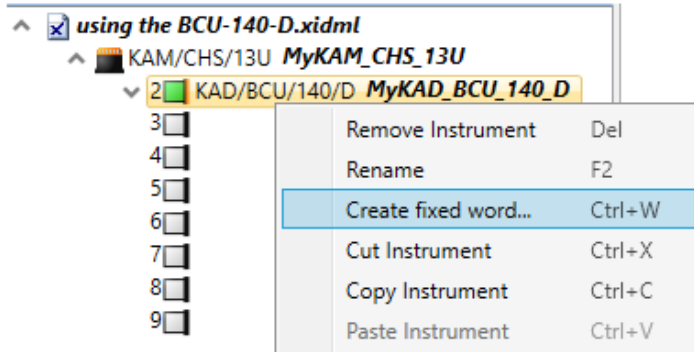 using the BCU-140-D.xidml
KAM/CHS/13U MyKAM_CHS_13U
2 KAD/BCU/140/D MyKAD_BCU_140_D
3
Remove Instrument Del
4
Rename F2
5
Create fixed word... Ctrl+W
6
7
Cut Instrument Ctrl+X
8
Copy Instrument Ctrl+C
9
Paste Instrument Ctrl+V